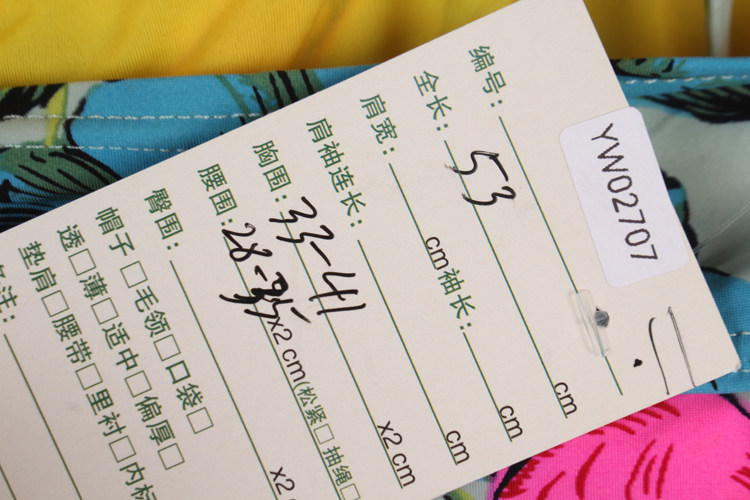 编号: YW02707
全长: 53 cm
肩宽: cm 袖长: cm
肩袖连长: cm
胸围: 33-41 x2 cm
腰围: 28-35 x2 cm(松紧□ 抽绳□
臀围: x2
帽子□ 毛领□ 口袋□
透□ 薄□ 适中□ 偏厚□
垫肩□ 腰带□ 里衬□ 内标
注: